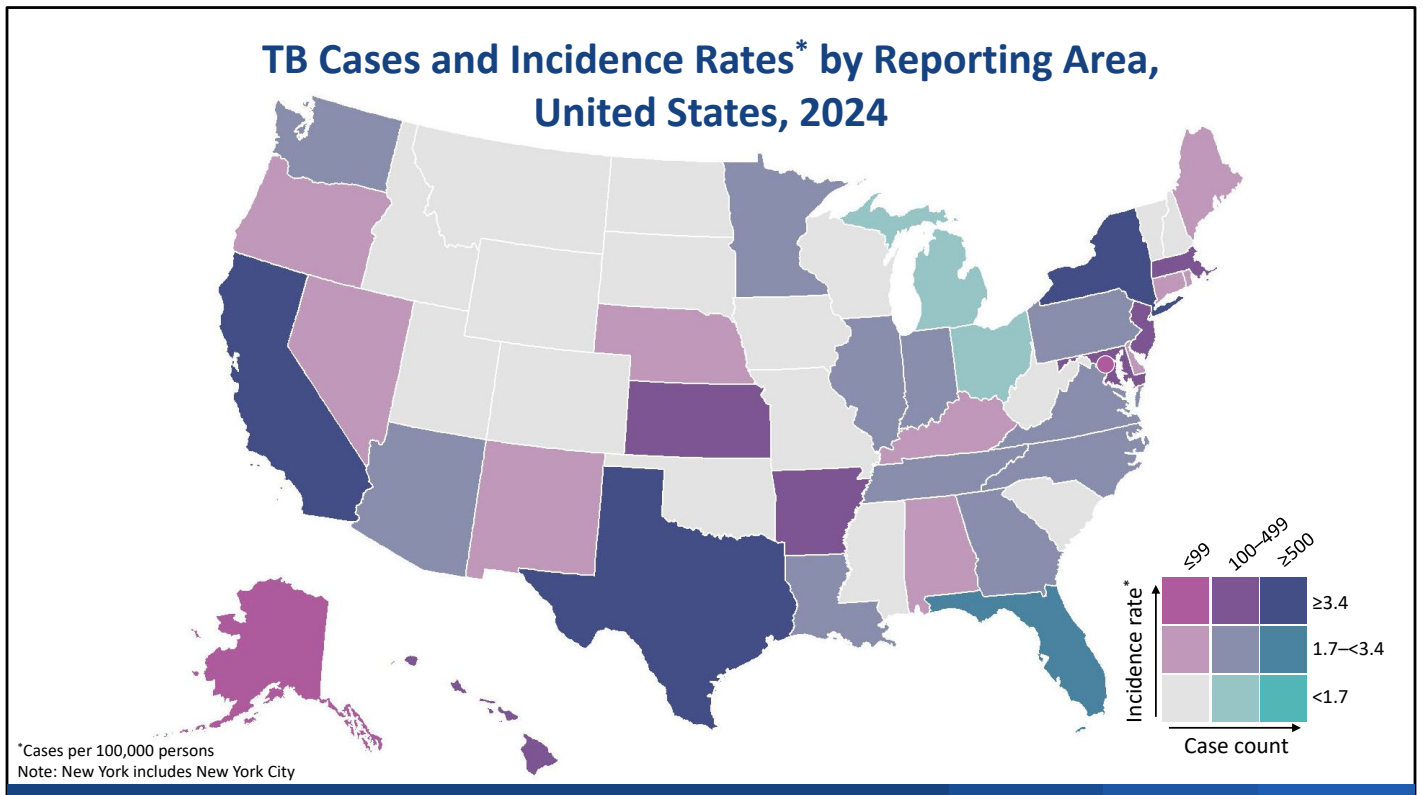 TB Cases and Incidence Rates* by Reporting Area,
United States, 2024
≤99
100–499
≥500
Incidence rate*
≥3.4
1.7–<3.4
<1.7
Case count
*Cases per 100,000 persons
Note: New York includes New York City